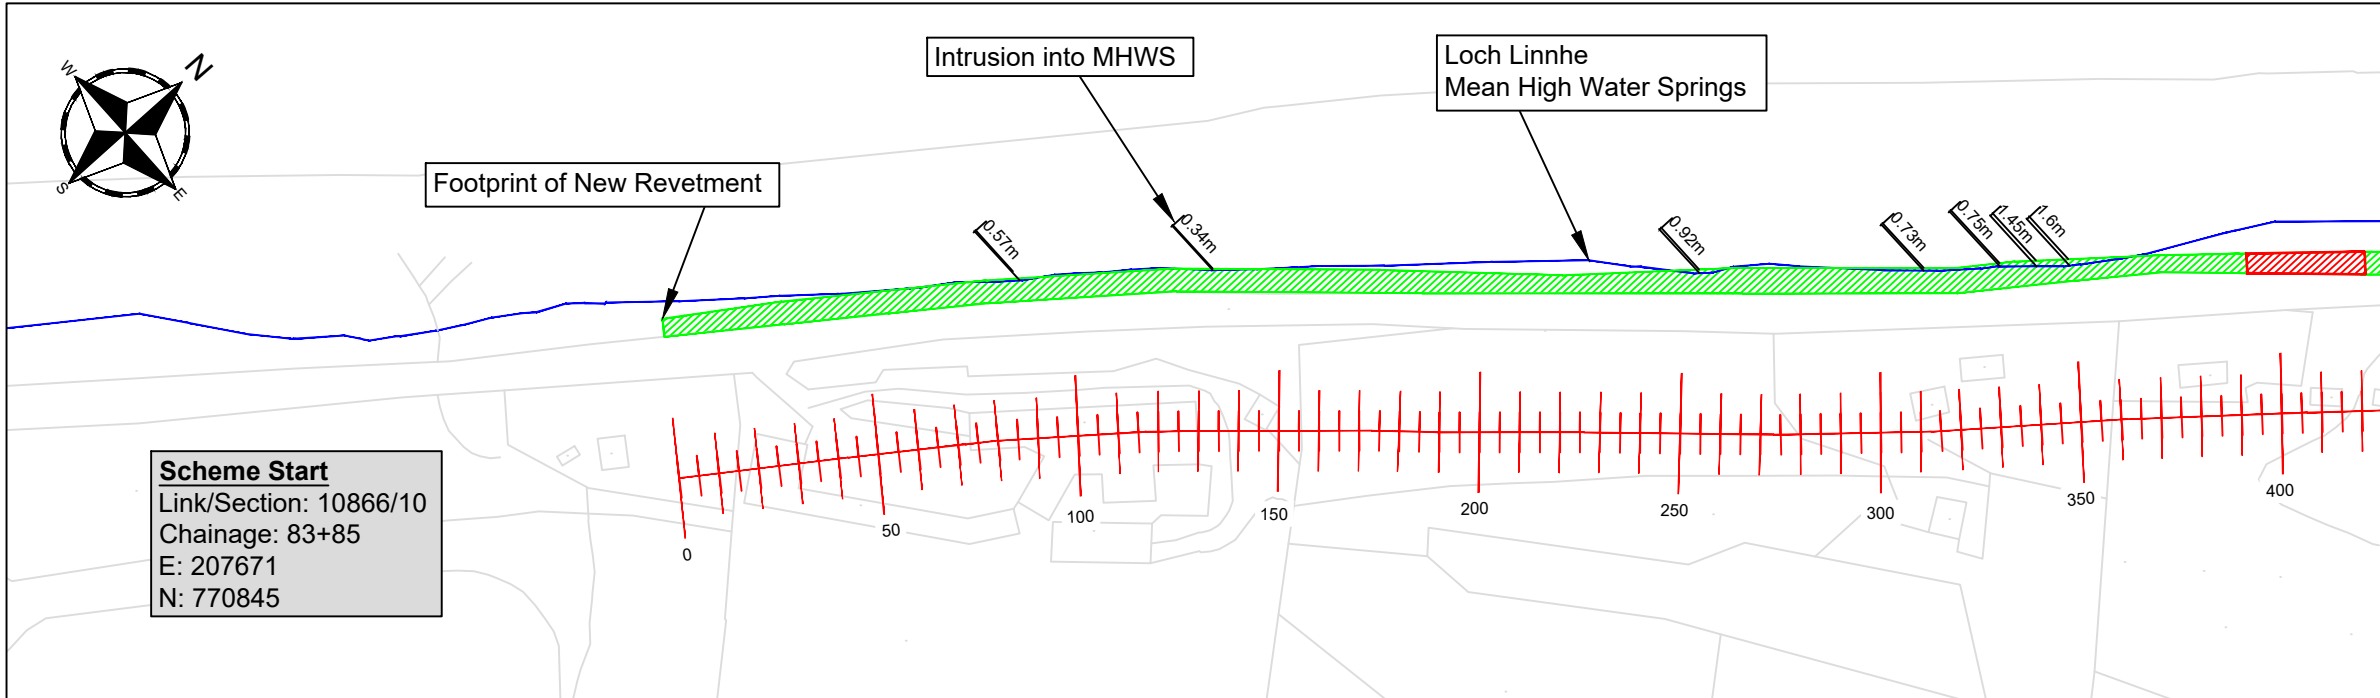 N
W
S
E
Intrusion into MHWS
Loch Linnhe
Mean High Water Springs
Footprint of New Revetment
0.57m
0.34m
0.92m
0.73m
0.75m
1.45m
1.6m
Scheme Start
Link/Section: 10866/10
Chainage: 83+85
E: 207671
N: 770845
0
50
100
150
200
250
300
350
400